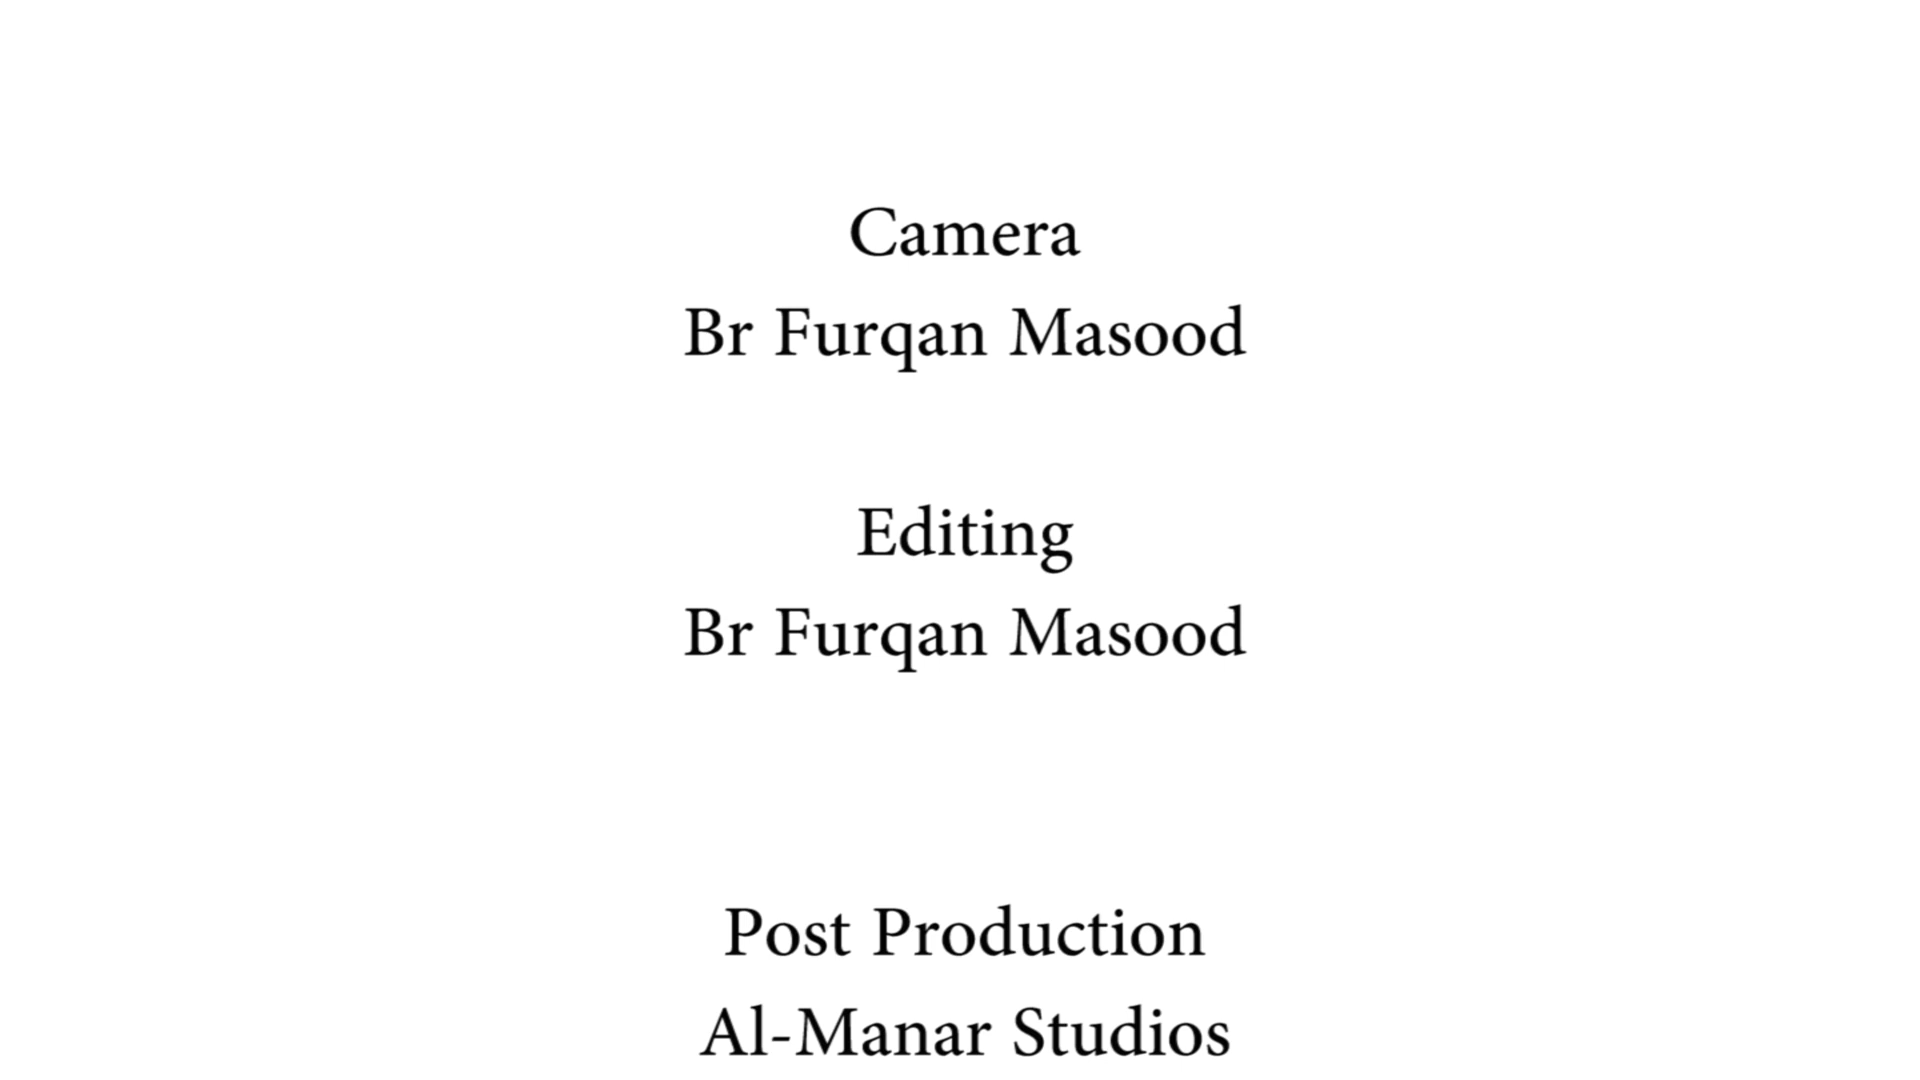 Camera
Br Furqan Masood
Editing
Br Furqan Masood
Post Production
Al-Manar Studios